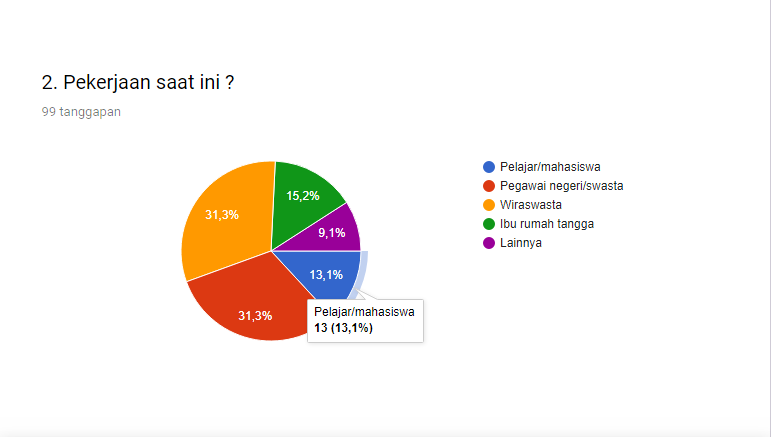 2. Pekerjaan saat ini ?
99 tanggapan
Pelajar/mahasiswa
Pegawai negeri/swasta
Wiraswasta
Ibu rumah tangga
Lainnya
15,2%
31,3%
9,1%
13,1%
31,3%
Pelajar/mahasiswa
13 (13,1%)